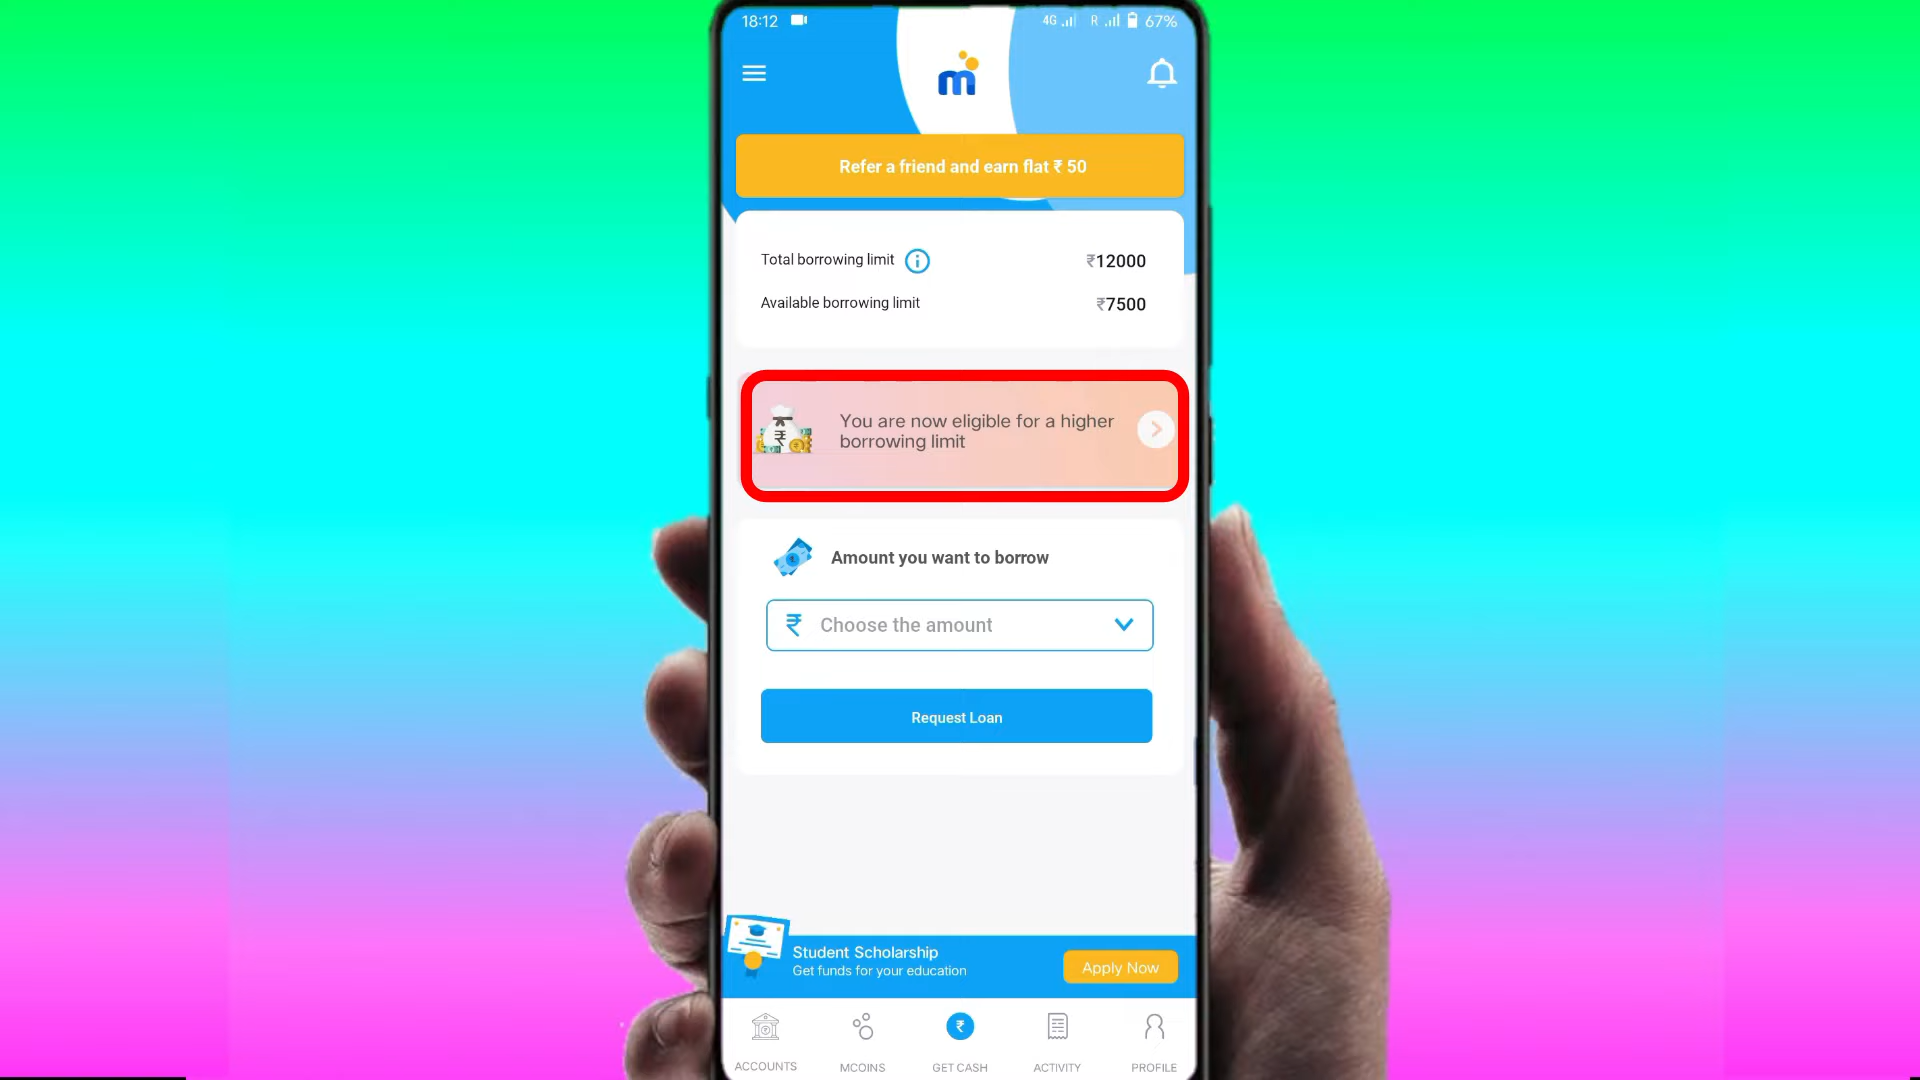 18:12 4G R 67%
m
Refer a friend and earn flat ₹ 50
Total borrowing limit i ₹12000
Available borrowing limit ₹7500
You are now eligible for a higher
borrowing limit
Amount you want to borrow
₹ Choose the amount
Request Loan
Student Scholarship
Get funds for your education
Apply Now
ACCOUNTS MCOINS GET CASH ACTIVITY PROFILE